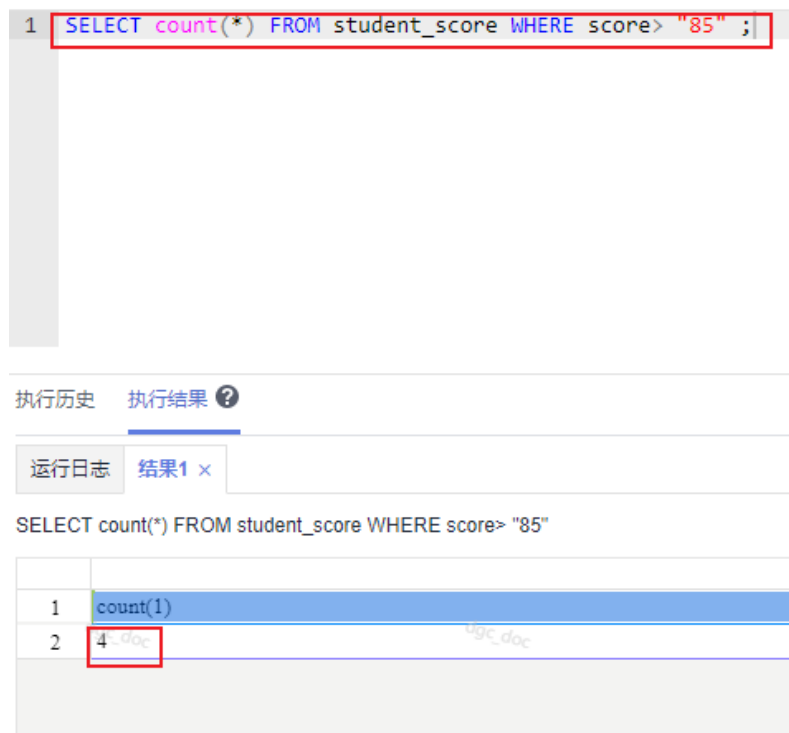 1 SELECT count(*) FROM student_score WHERE score> "85" ;
执行历史 执行结果 ?
运行日志 结果1 ×
SELECT count(*) FROM student_score WHERE score> "85"
1 count(1)
2 4
dgc_doc